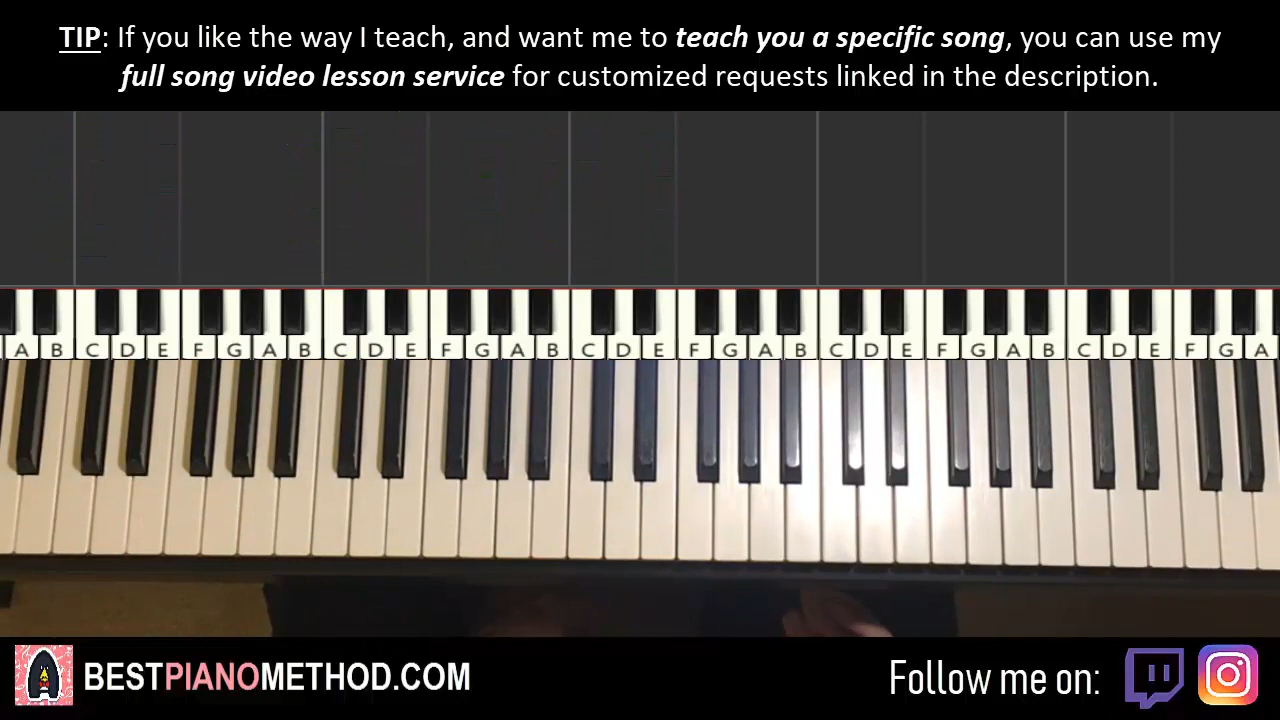 TIP: If you like the way I teach, and want me to teach you a specific song, you can use my
full song video lesson service for customized requests linked in the description.
A B C D E F G A B C D E F G A B C D E F G A B C D E F G A B C D E F G A
BESTPIANOMETHOD.COM
Follow me on: